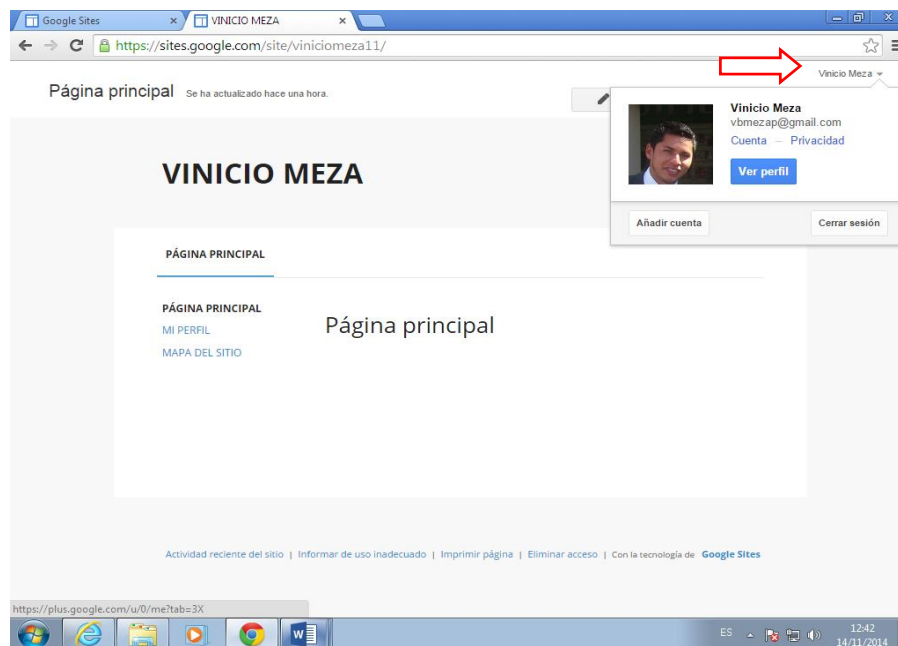 Google Sites
VINICIO MEZA
https://sites.google.com/site/viniciomeza11/
Vinicio Meza
Página principal Se ha actualizado hace una hora.
Vinicio Meza
vbmezap@gmail.com
Cuenta – Privacidad
Ver perfil
Añadir cuenta Cerrar sesión
VINICIO MEZA
PÁGINA PRINCIPAL
PÁGINA PRINCIPAL
MI PERFIL
MAPA DEL SITIO
Página principal
Actividad reciente del sitio | Informar de uso inadecuado | Imprimir página | Eliminar acceso | Con la tecnología de Google Sites
https://plus.google.com/u/0/me?tab=3X
ES
12:42
14/11/2014